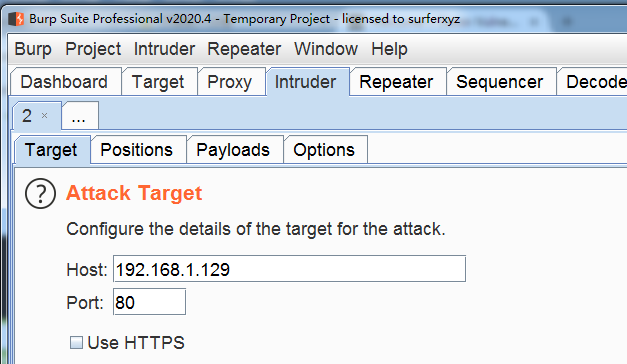 Burp Suite Professional v2020.4 - Temporary Project - licensed to surferxyz
Burp Project Intruder Repeater Window Help
Dashboard Target Proxy Intruder Repeater Sequencer Decode
2 × ...
Target Positions Payloads Options
? Attack Target
Configure the details of the target for the attack.
Host: 192.168.1.129
Port: 80
Use HTTPS